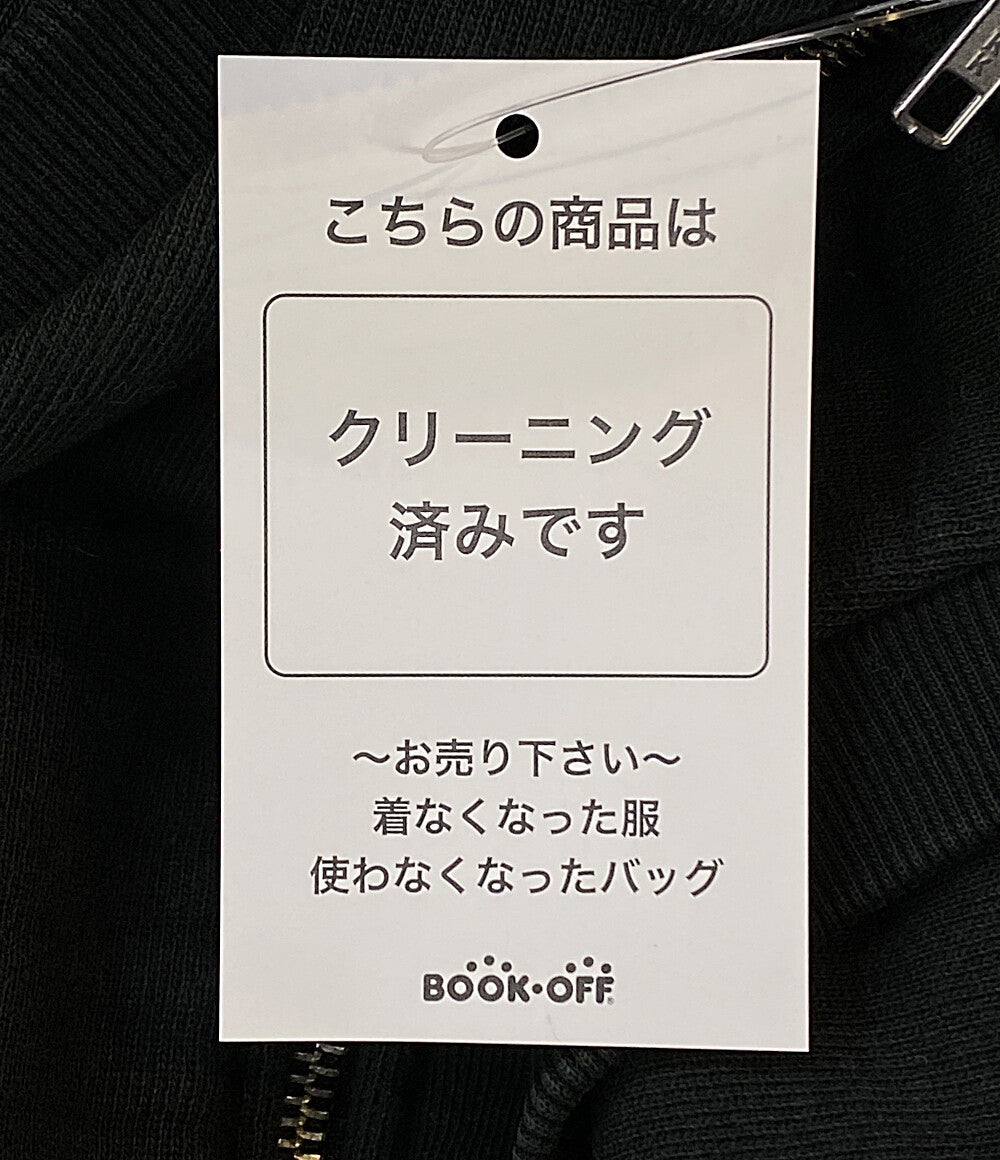 こちらの商品は
クリーニング
済みです
～お売り下さい～
着なくなった服
使わなくなったバッグ
BOOK・OFF®